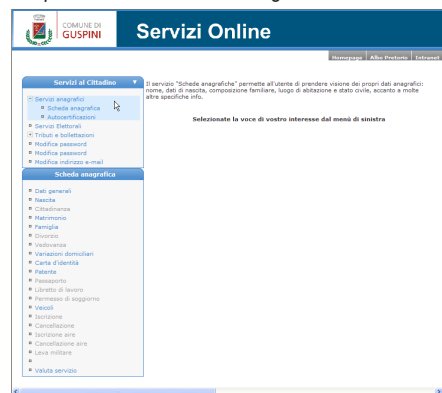 COMUNE DI
GUSPINI
Servizi Online
Homepage Albo Pretorio Intranet
Servizi al Cittadino
Servizi anagrafici
Scheda anagrafica
Autocertificazioni
Servizi Elettorali
Tributi e bollettazioni
Modifica password
Modifica password
Modifica indirizzo e-mail
Il servizio "Schede anagrafiche" permette all'utente di prendere visione dei propri dati anagrafici:
nome, dati di nascita, composizione familiare, luogo di abitazione e stato civile, accanto a molte
altre specifiche info.
Selezionate la voce di vostro interesse dal menù di sinistra
Scheda anagrafica
Dati generali
Nascita
Cittadinanza
Matrimonio
Famiglia
Divorzio
Vedovanza
Variazioni domiciliari
Carta d'identità
Patente
Passaporto
Libretto di lavoro
Permesso di soggiorno
Veicoli
Iscrizione
Cancellazione
Iscrizione aire
Cancellazione aire
Leva militare
Valuta servizio